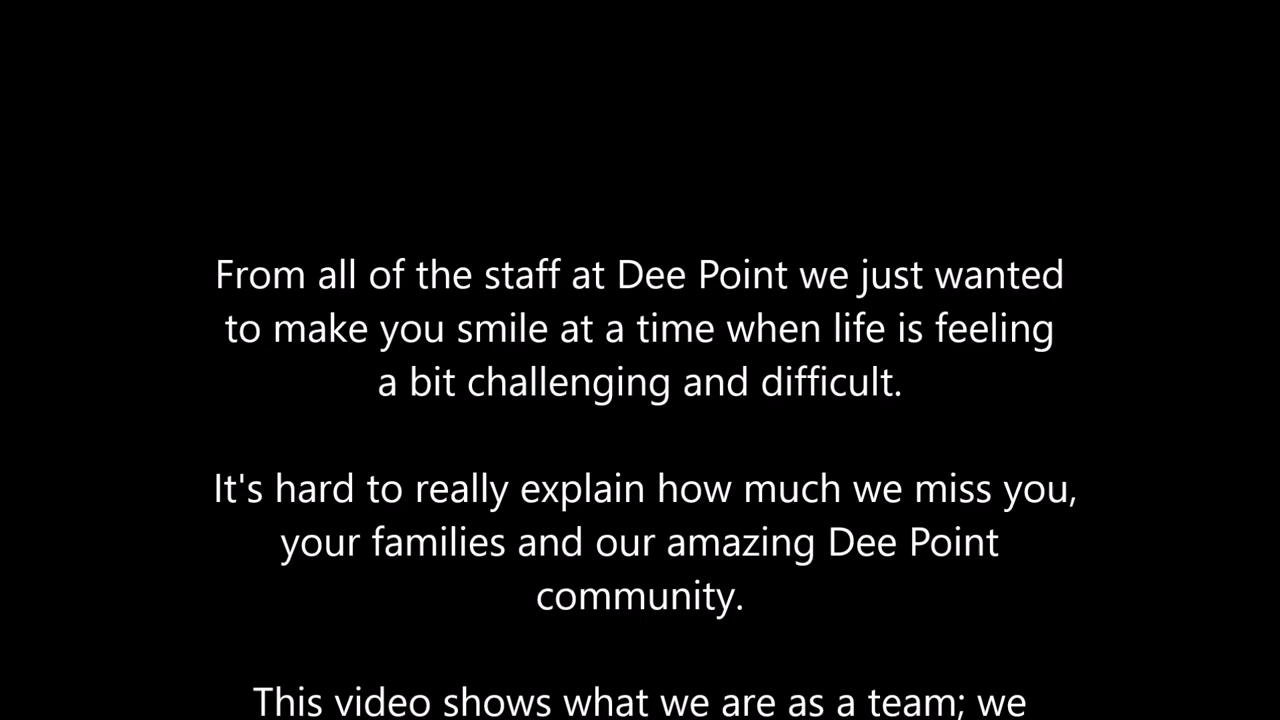 From all of the staff at Dee Point we just wanted
to make you smile at a time when life is feeling
a bit challenging and difficult.
It's hard to really explain how much we miss you,
your families and our amazing Dee Point
community.
This video shows what we are as a team; we